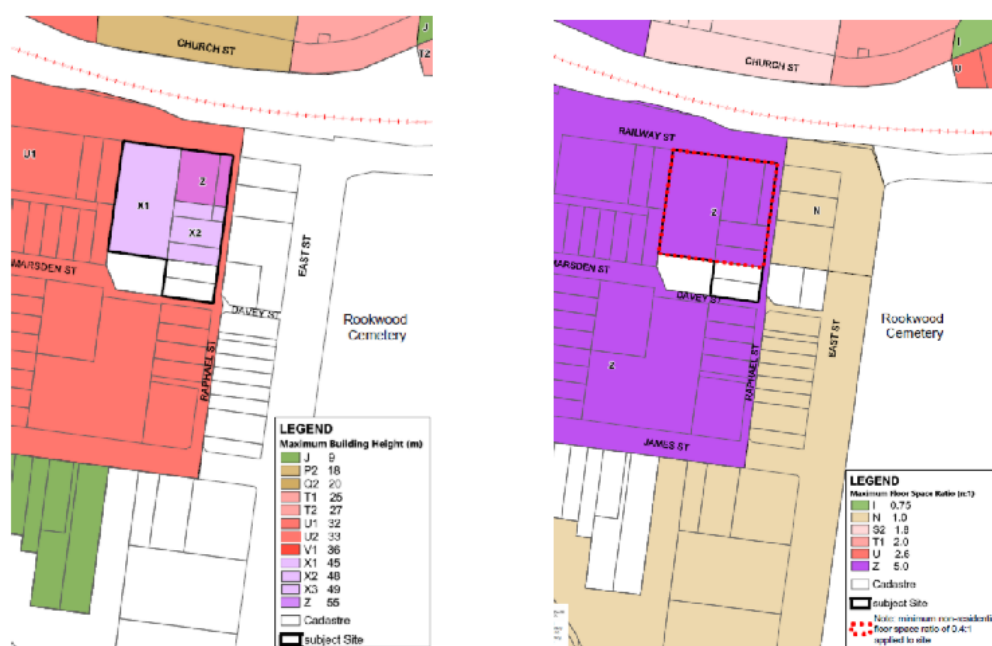 CHURCH ST
J
T2
U1
Z
X1
X2
MARSDEN ST
EAST ST
DAVEY ST
Rookwood
Cemetery
RAPHAEL ST
LEGEND
Maximum Building Height (m)
J 9
P2 18
Q2 20
T1 25
T2 27
U1 32
U2 33
V1 36
X1 45
X2 48
X3 49
Z 55
Cadastre
subject Site
CHURCH ST
I
U
RAILWAY ST
Z
N
MARSDEN ST
DAVEY ST
EAST ST
Rookwood
Cemetery
Z
RAPHAEL ST
JAMES ST
LEGEND
Maximum Floor Space Ratio (n:1)
I 0.75
N 1.0
S2 1.8
T1 2.0
U 2.6
Z 5.0
Cadastre
subject Site
Note: minimum non-residenti
floor space ratio of 0.4:1
applied to site